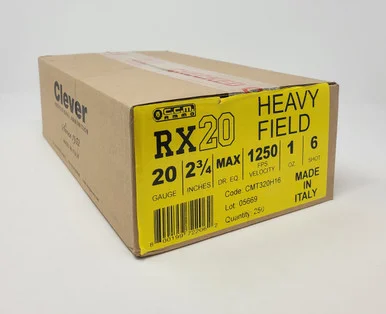 Clever
C.C.M.
RX20
HEAVY
FIELD
20 2¾ MAX 1250 1 6
GAUGE INCHES DR. EQ. FPS OZ. SHOT
VELOCITY
Code: CMT320H16
MADE
IN
ITALY
Lot: 05669
Quantity: 250